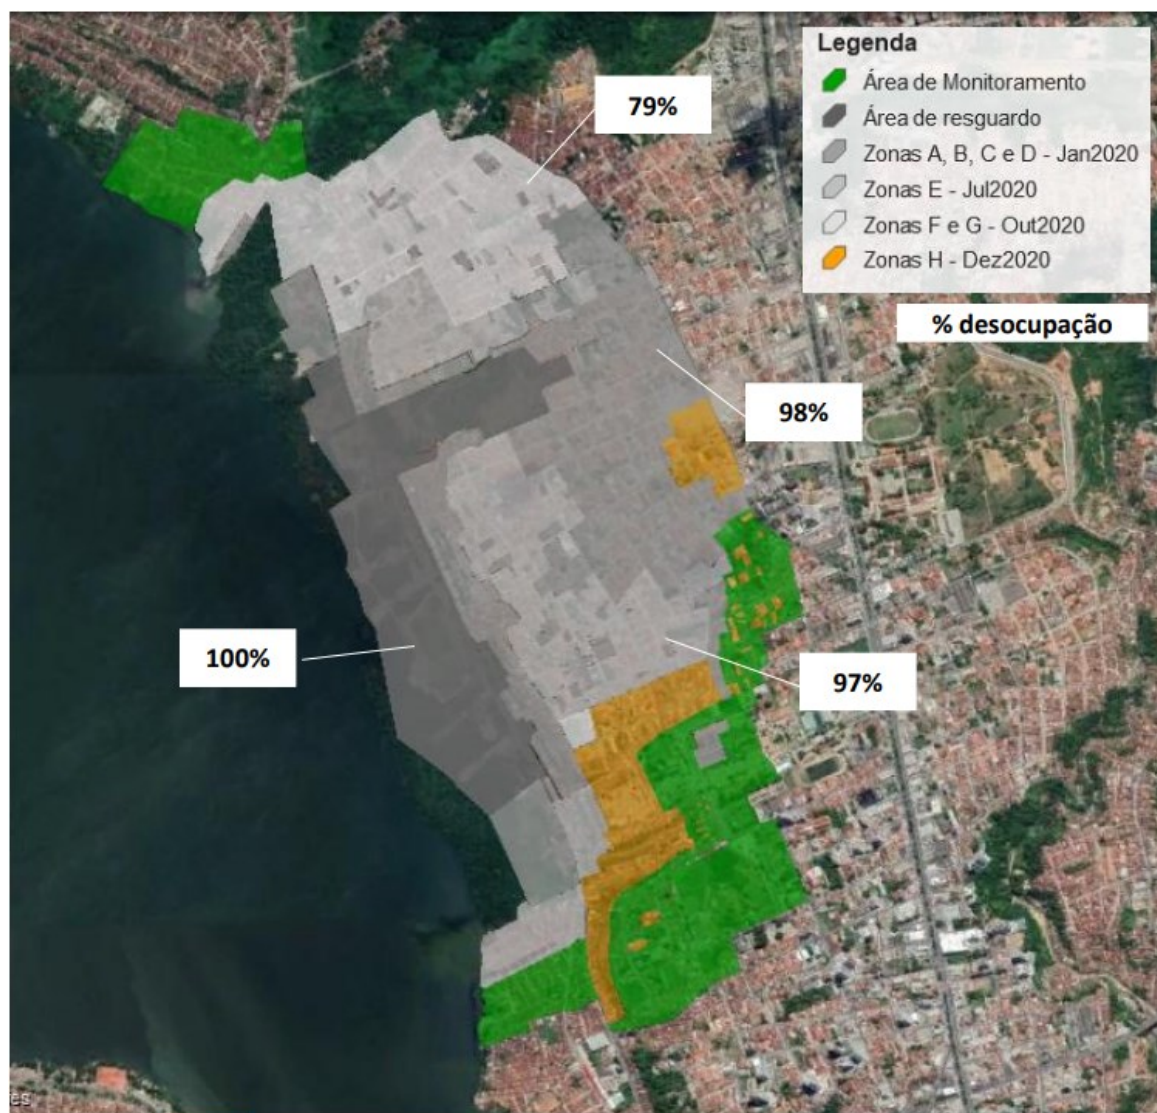 Legenda
Área de Monitoramento
Área de resguardo
Zonas A, B, C e D - Jan2020
Zonas E - Jul2020
Zonas F e G - Out2020
Zonas H - Dez2020
% desocupação
79%
98%
100%
97%
es